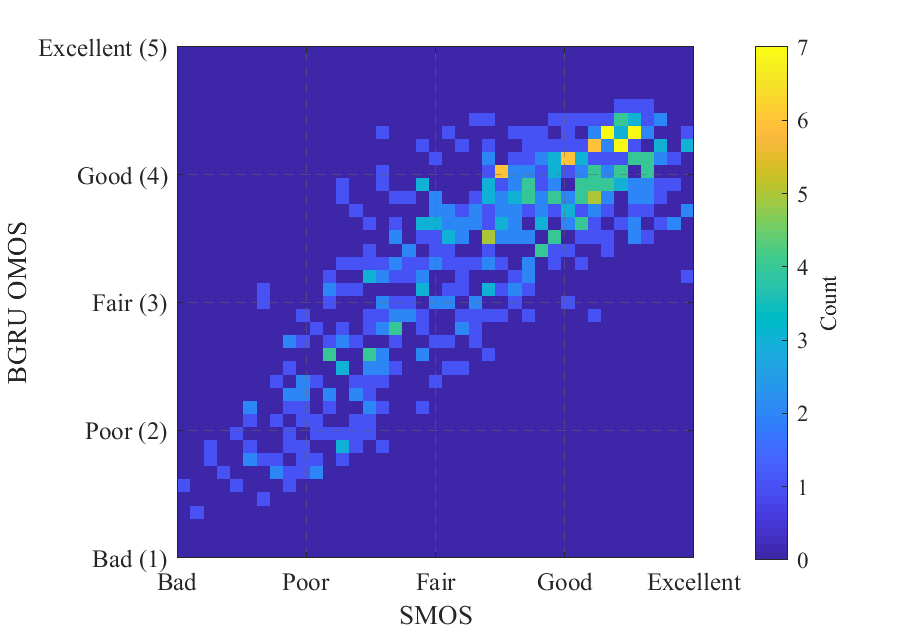 Excellent (5)
Good (4)
Fair (3)
Poor (2)
Bad (1)
BGRU OMOS
Bad
Poor
Fair
Good
Excellent
SMOS
7
6
5
4
3
2
1
0
Count